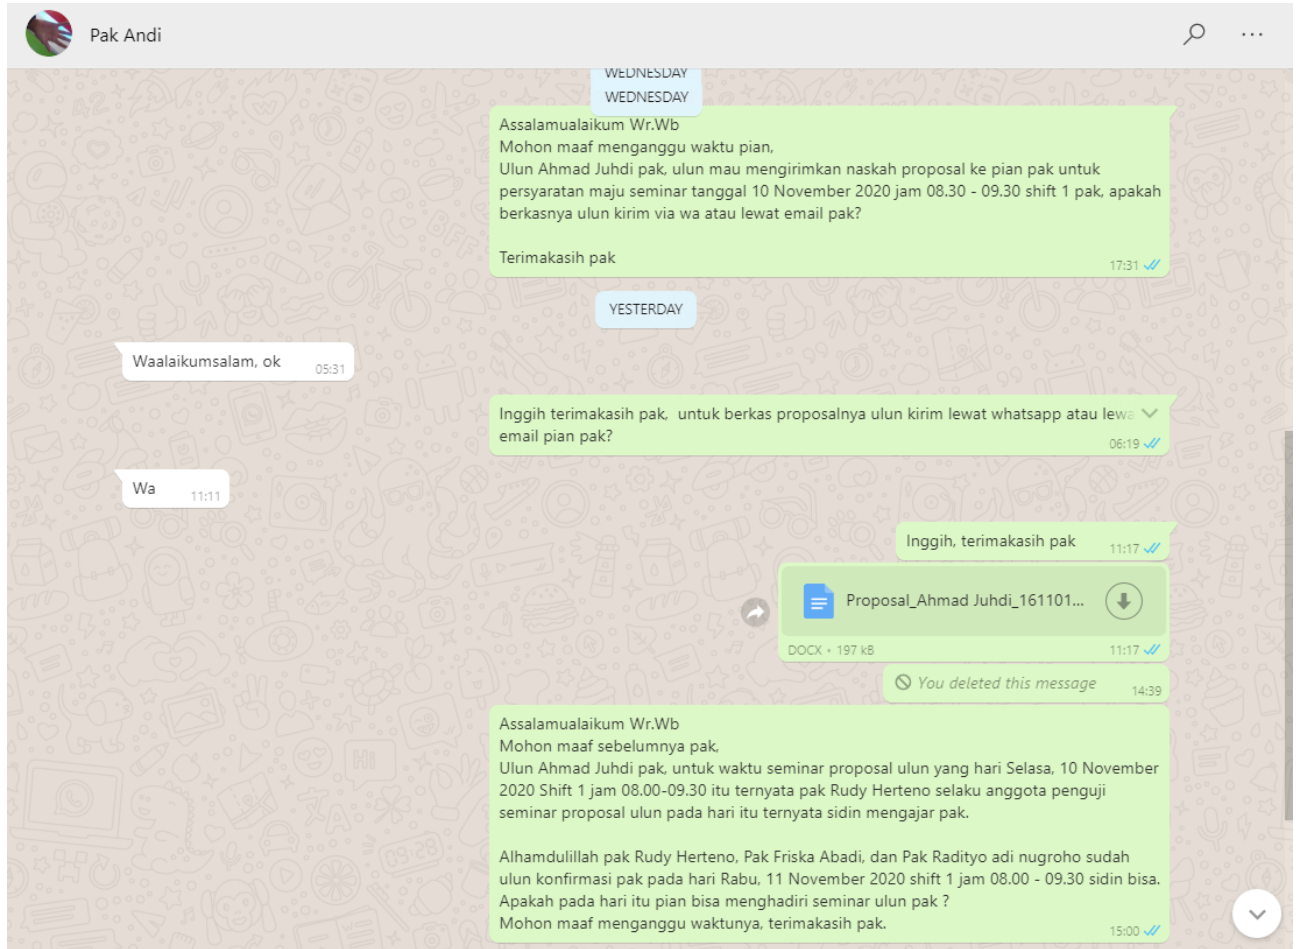 Pak Andi
WEDNESDAY
WEDNESDAY
Assalamualaikum Wr.Wb
Mohon maaf menganggu waktu pian,
Ulun Ahmad Juhdi pak, ulun mau mengirimkan naskah proposal ke pian pak untuk
persyaratan maju seminar tanggal 10 November 2020 jam 08.30 - 09.30 shift 1 pak, apakah
berkasnya ulun kirim via wa atau lewat email pak?
Terimakasih pak
17:31
YESTERDAY
Waalaikumsalam, ok
05:31
Inggih terimakasih pak,  untuk berkas proposalnya ulun kirim lewat whatsapp atau lewa
email pian pak?
06:19
Wa
11:11
Inggih, terimakasih pak
11:17
Proposal_Ahmad Juhdi_161101...
DOCX • 197 kB
11:17
You deleted this message
14:39
Assalamualaikum Wr.Wb
Mohon maaf sebelumnya pak,
Ulun Ahmad Juhdi pak, untuk waktu seminar proposal ulun yang hari Selasa, 10 November
2020 Shift 1 jam 08.00-09.30 itu ternyata pak Rudy Herteno selaku anggota penguji
seminar proposal ulun pada hari itu ternyata sidin mengajar pak.
Alhamdulillah pak Rudy Herteno, Pak Friska Abadi, dan Pak Radityo adi nugroho sudah
ulun konfirmasi pak pada hari Rabu, 11 November 2020 shift 1 jam 08.00 - 09.30 sidin bisa.
Apakah pada hari itu pian bisa menghadiri seminar ulun pak ?
Mohon maaf menganggu waktunya, terimakasih pak.
15:00